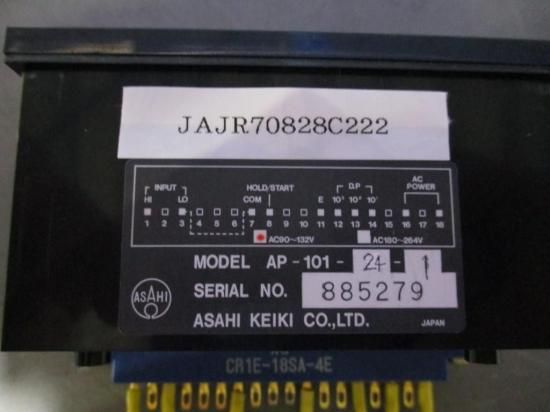 JAJR70828C222
INPUT HOLD/START D.P AC POWER
HI LO COM E 10³ 10² 10¹
1 2 3 4 5 6 7 8 9 10 11 12 13 14 15 16 17 18
AC90~132V AC180~264V
MODEL AP-101-24-1
SERIAL NO. 885279
ASAHI
ASAHI KEIKI CO.,LTD. JAPAN
CR1E-18SA-4E